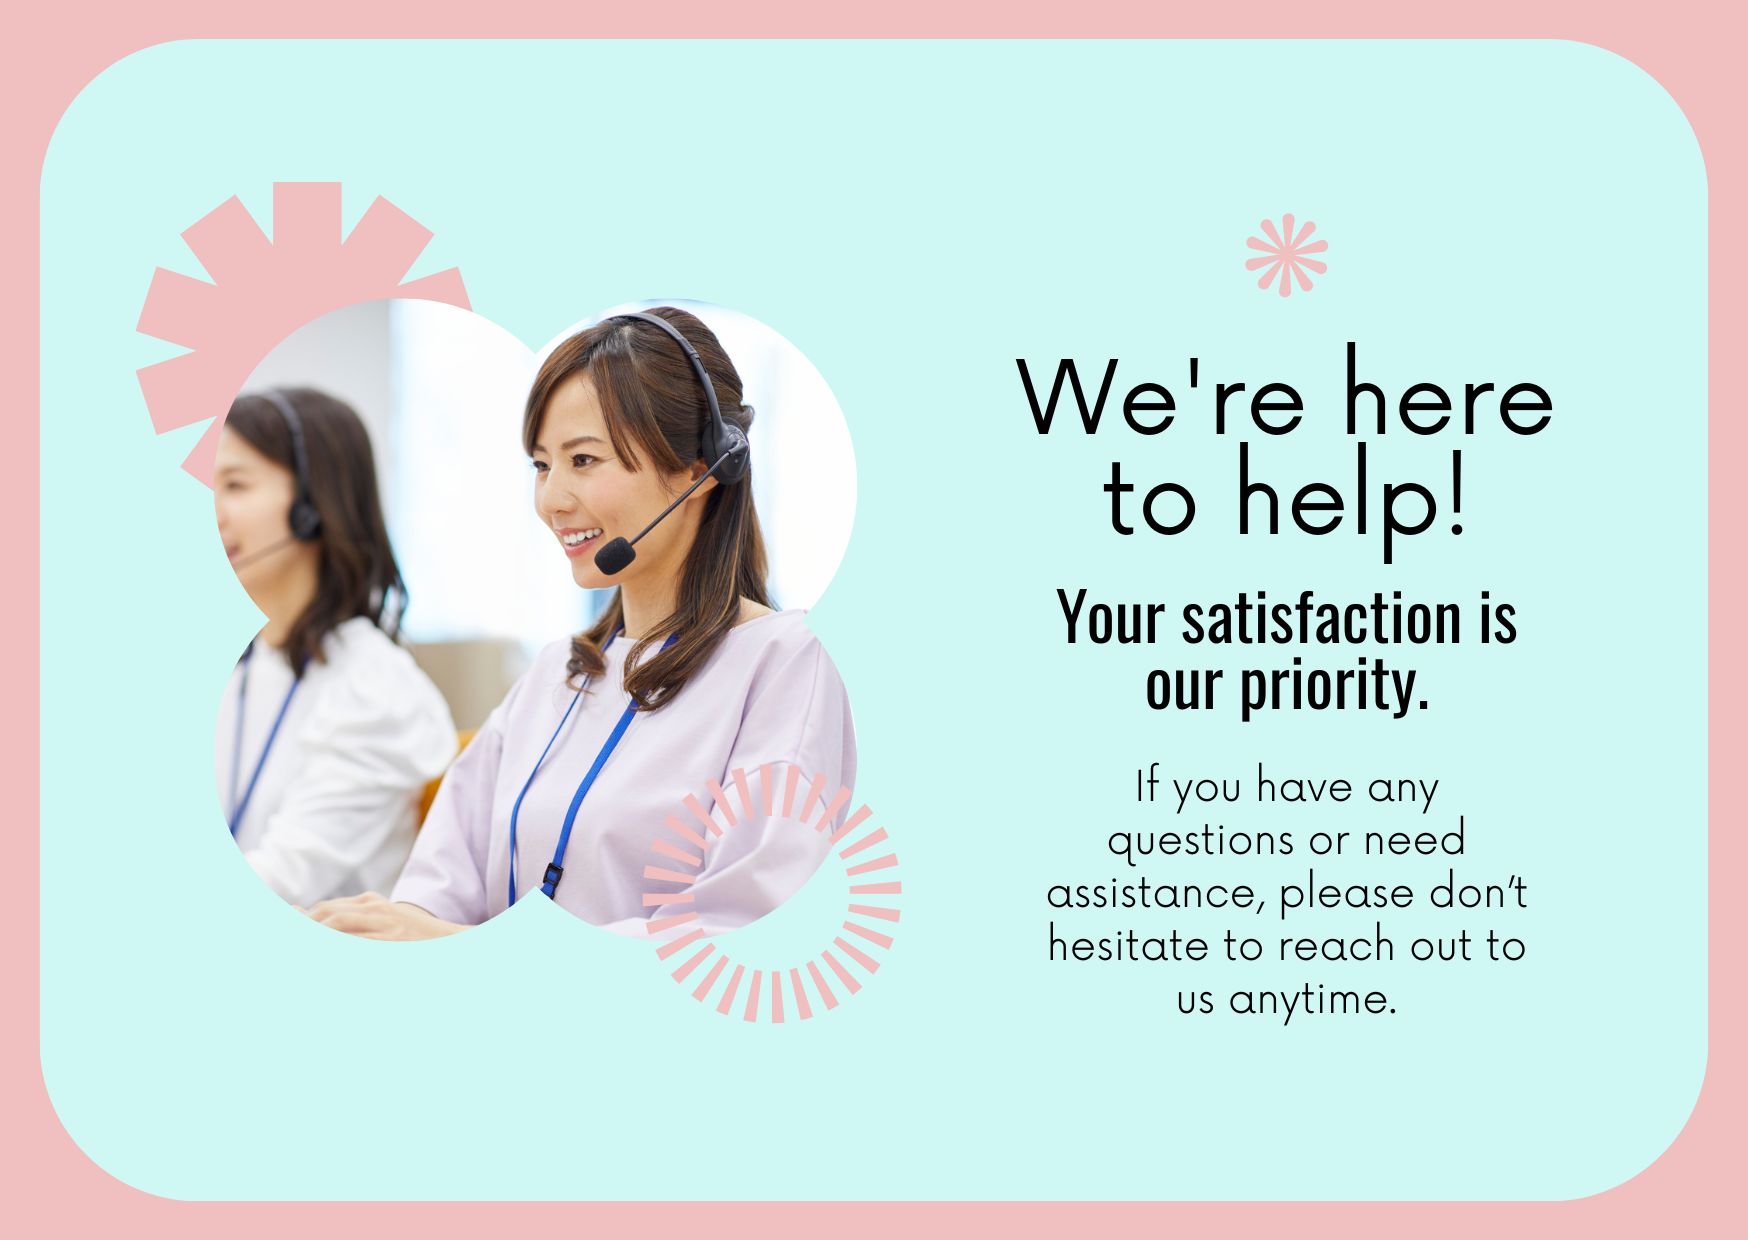 We're here
to help!
Your satisfaction is
our priority.
If you have any
questions or need
assistance, please don’t
hesitate to reach out to
us anytime.